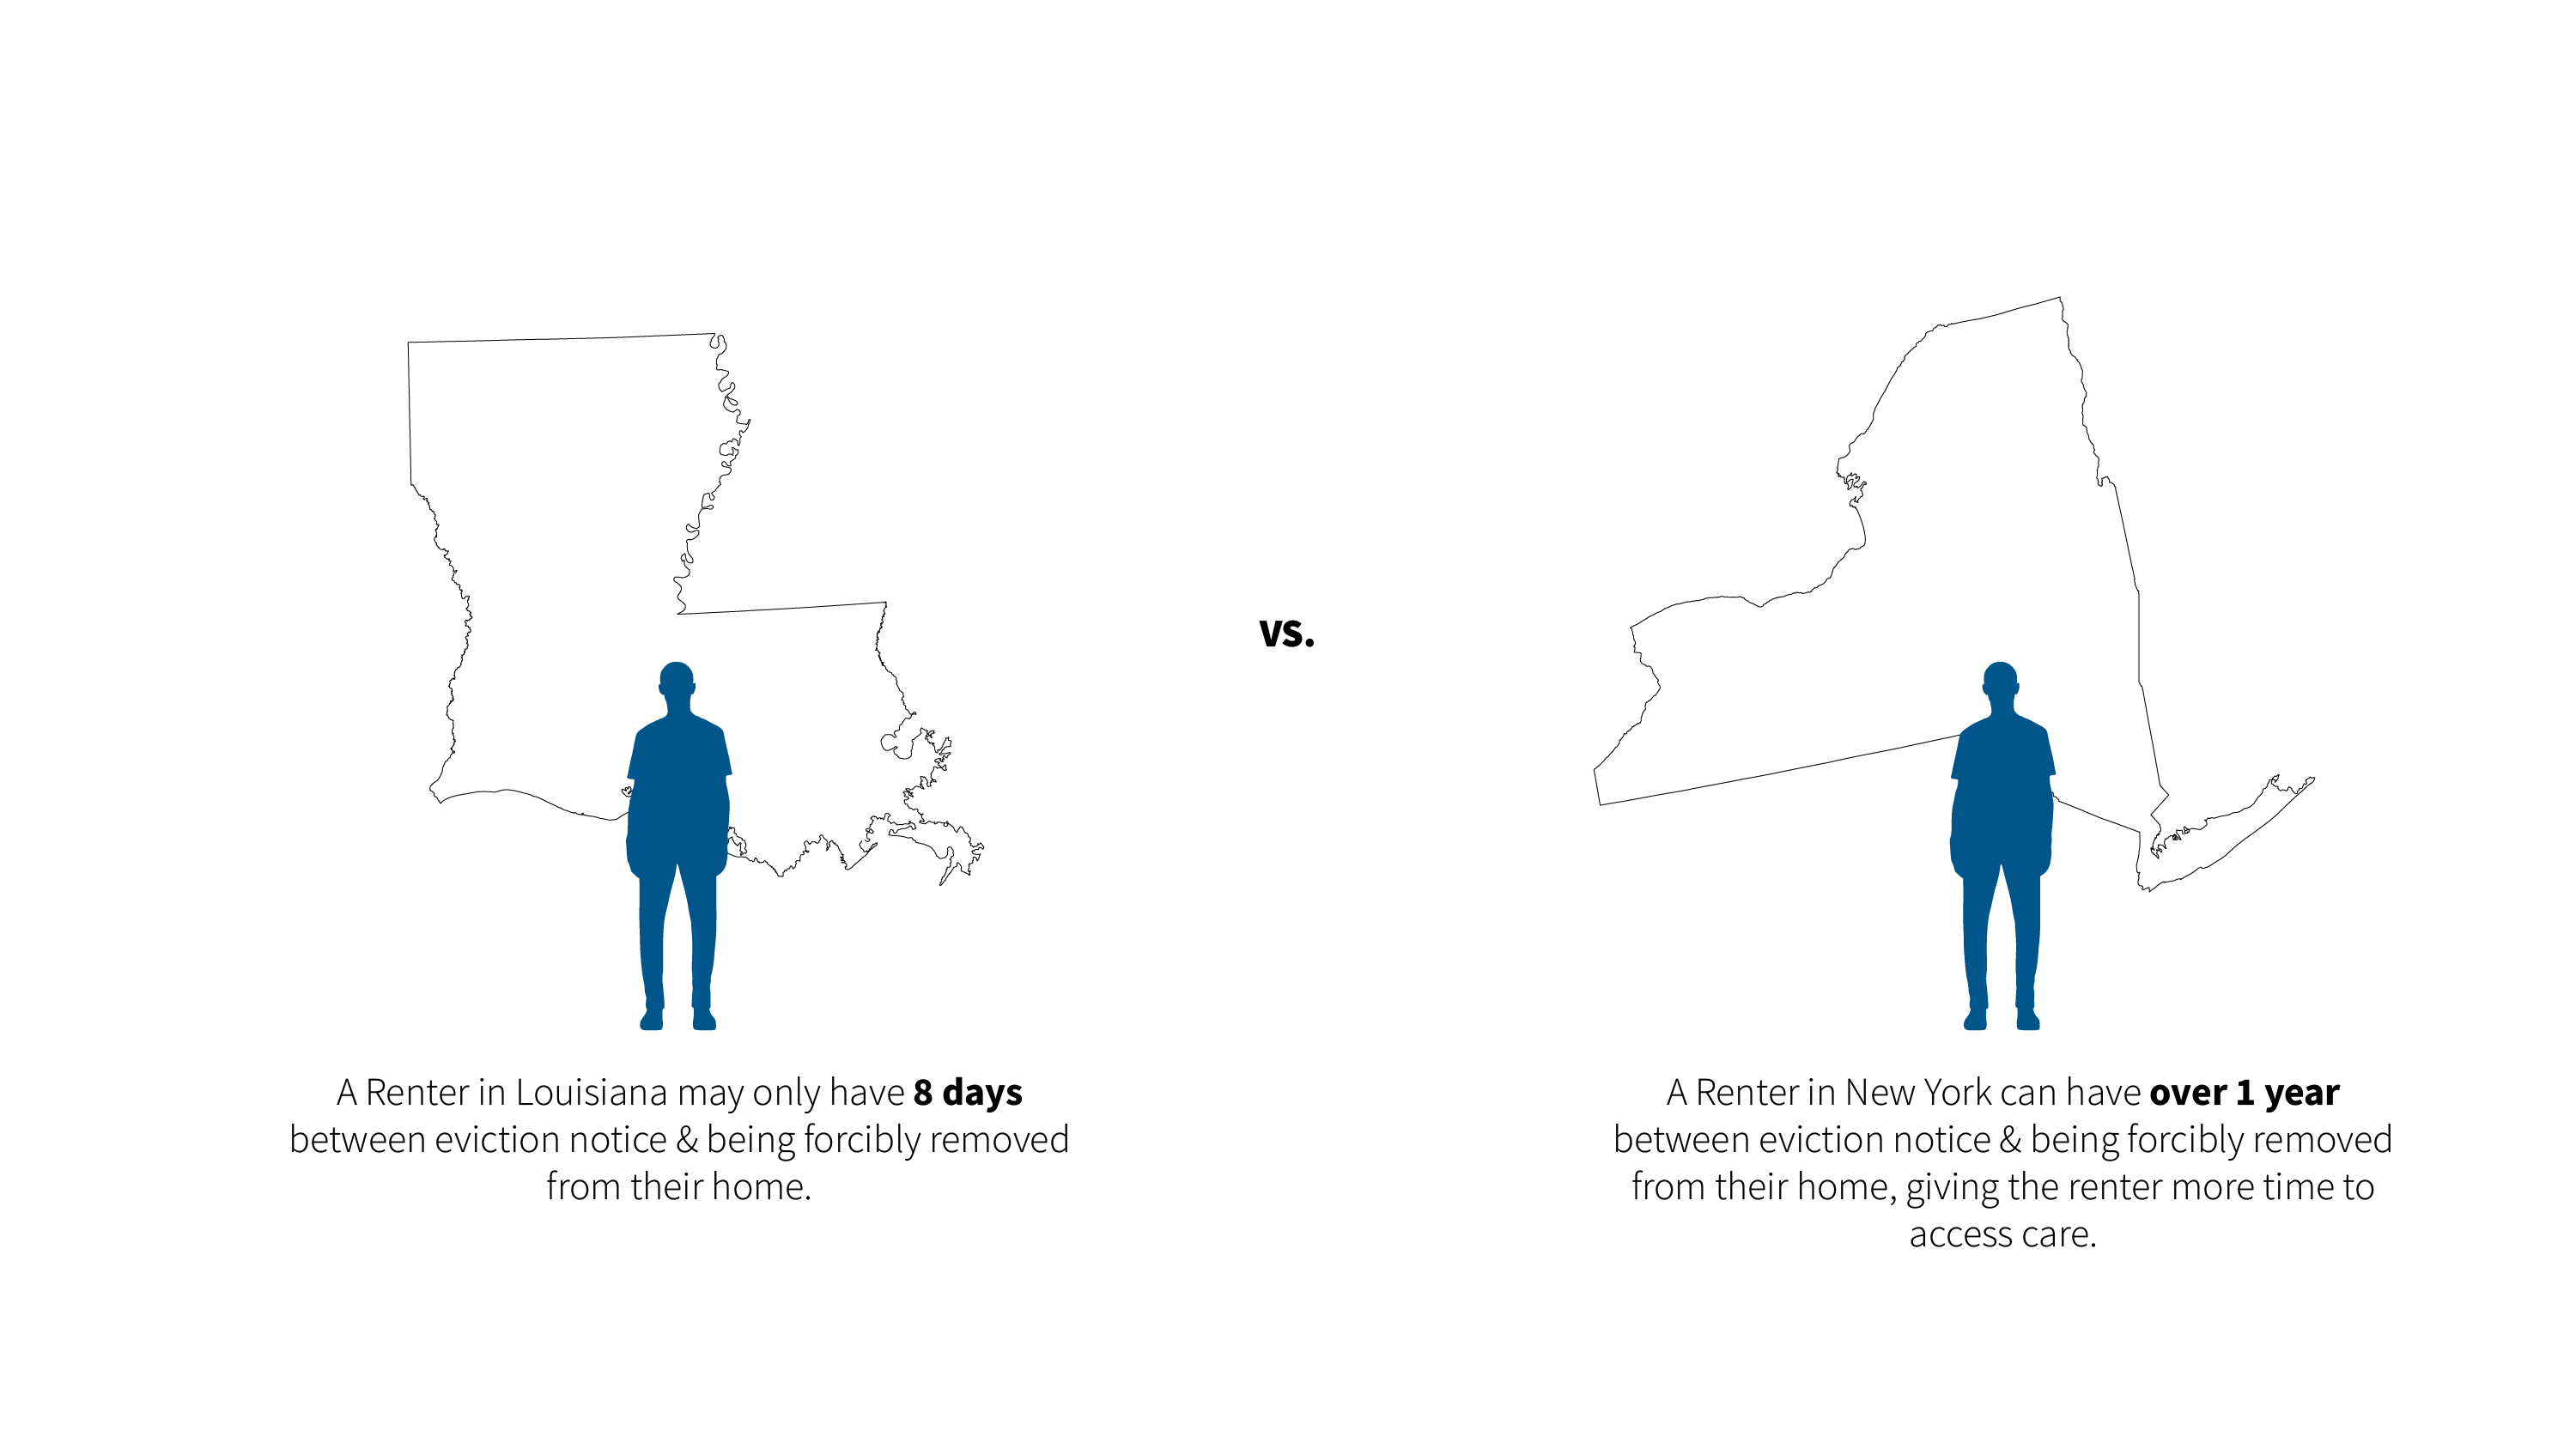 vs.
A Renter in Louisiana may only have 8 days
between eviction notice & being forcibly removed
from their home.
A Renter in New York can have over 1 year
between eviction notice & being forcibly removed
from their home, giving the renter more time to
access care.